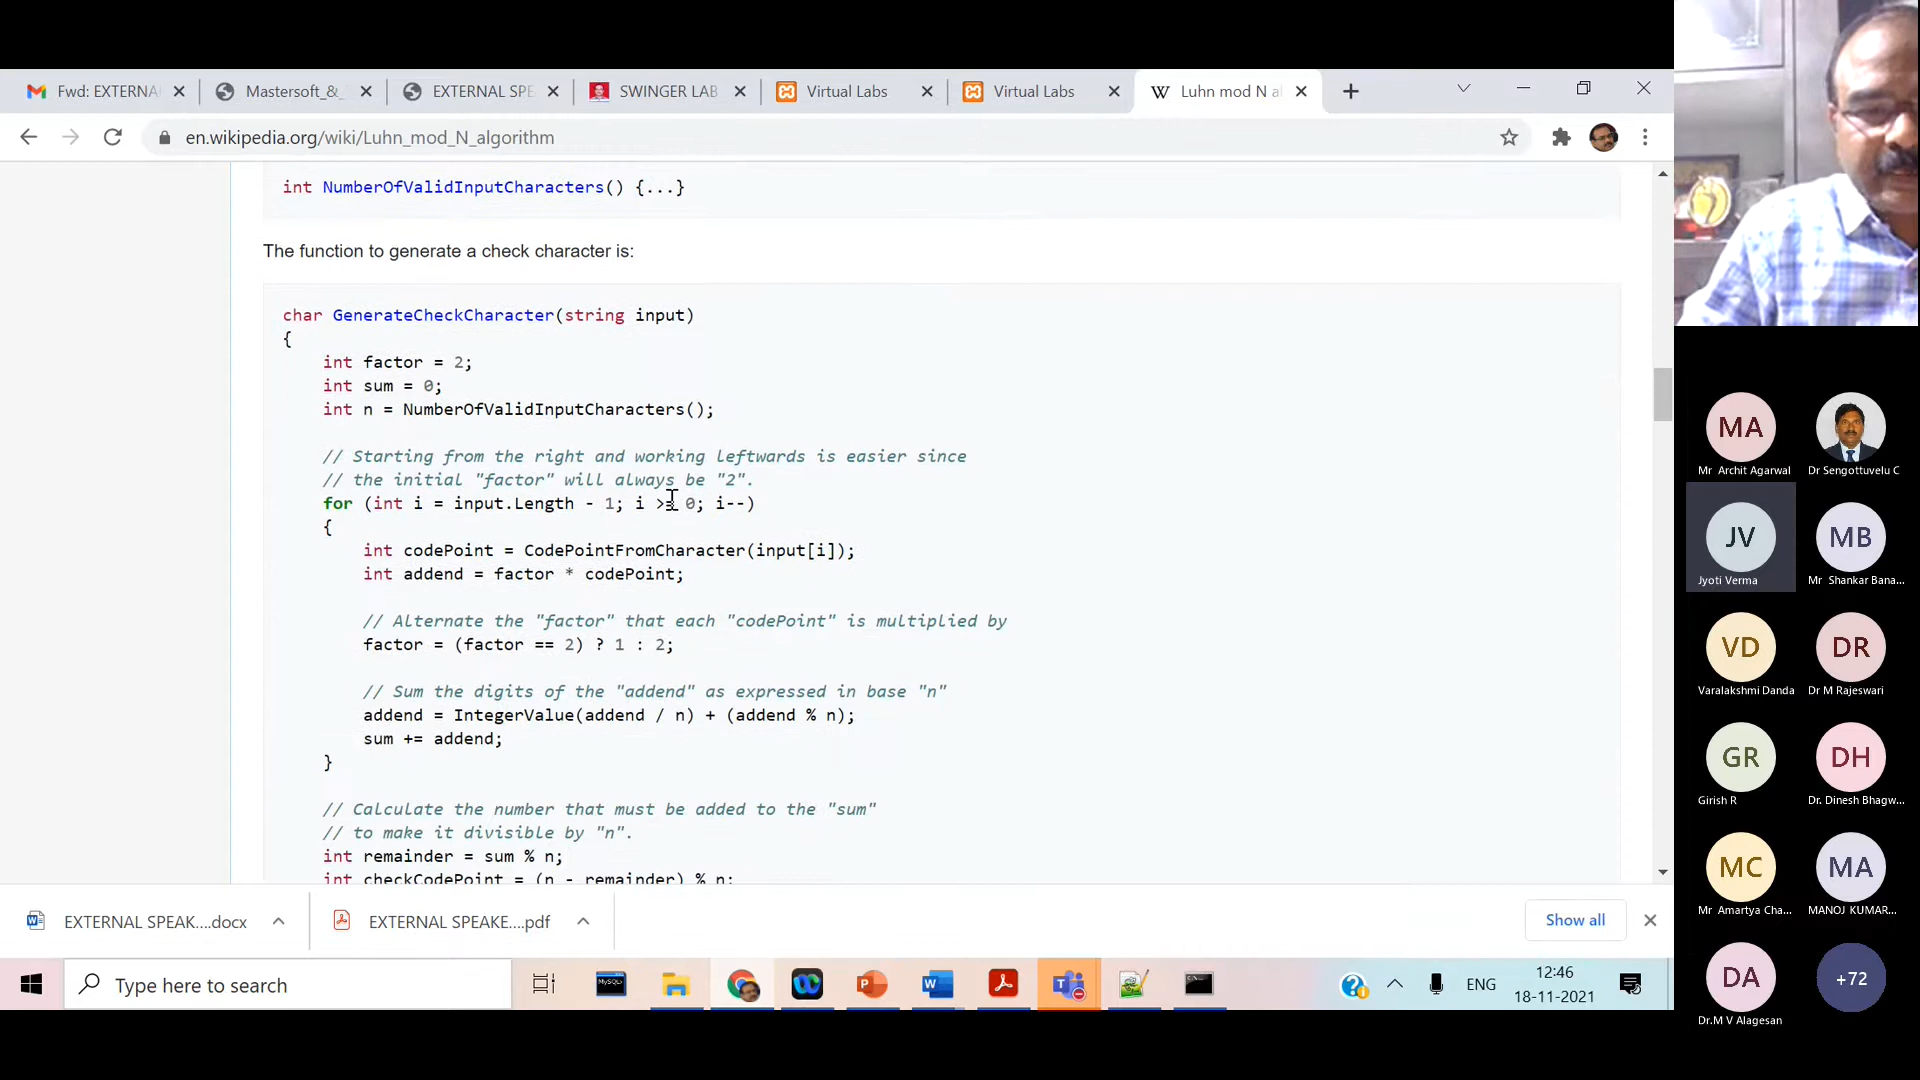 Fwd: EXTERNA
Mastersoft_&_
EXTERNAL SPE
SWINGER LAB
Virtual Labs
Virtual Labs
Luhn mod N al
en.wikipedia.org/wiki/Luhn_mod_N_algorithm
int NumberOfValidInputCharacters() {...}
The function to generate a check character is:
char GenerateCheckCharacter(string input)
{
int factor = 2;
int sum = 0;
int n = NumberOfValidInputCharacters();
// Starting from the right and working leftwards is easier since
// the initial "factor" will always be "2".
for (int i = input.Length - 1; i >= 0; i--)
{
int codePoint = CodePointFromCharacter(input[i]);
int addend = factor * codePoint;
// Alternate the "factor" that each "codePoint" is multiplied by
factor = (factor == 2) ? 1 : 2;
// Sum the digits of the "addend" as expressed in base "n"
addend = IntegerValue(addend / n) + (addend % n);
sum += addend;
}
// Calculate the number that must be added to the "sum"
// to make it divisible by "n".
int remainder = sum % n;
int checkCodePoint = (n - remainder) % n;
EXTERNAL SPEAK....docx
EXTERNAL SPEAKE....pdf
Show all
Type here to search
MySQL
ENG
12:46
18-11-2021
MA
Mr Archit Agarwal
Dr Sengottuvelu C
JV
Jyoti Verma
MB
Mr Shankar Bana...
VD
Varalakshmi Danda
DR
Dr M Rajeswari
GR
Girish R
DH
Dr. Dinesh Bhagw...
MC
Mr Amartya Cha...
MA
MANOJ KUMAR...
DA
Dr.M V Alagesan
+72